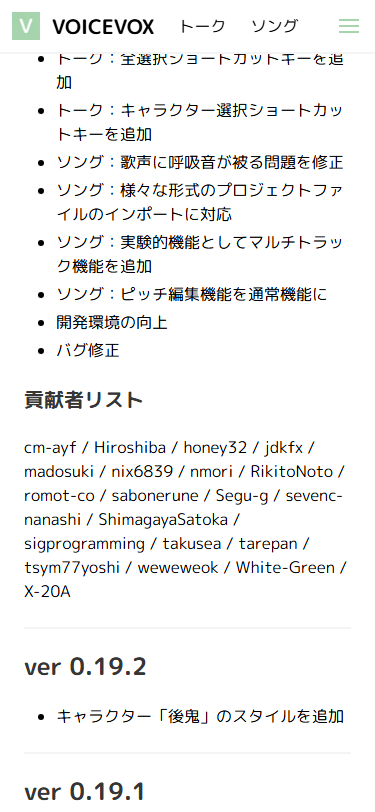 V VOICEVOX トーク ソング
トーク：全選択ショートカットキーを追
加
トーク：キャラクター選択ショートカッ
トキーを追加
ソング：歌声に呼吸音が被る問題を修正
ソング：様々な形式のプロジェクトファ
イルのインポートに対応
ソング：実験的機能としてマルチトラッ
ク機能を追加
ソング：ピッチ編集機能を通常機能に
開発環境の向上
バグ修正
貢献者リスト
cm-ayf / Hiroshiba / honey32 / jdkfx /
madosuki / nix6839 / nmori / RikitoNoto /
romot-co / sabonerune / Segu-g / sevenc-
nanashi / ShimagayaSatoka /
sigprogramming / takusea / tarepan /
tsym77yoshi / weweweok / White-Green /
X-20A
ver 0.19.2
キャラクター「後鬼」のスタイルを追加
ver 0.19.1